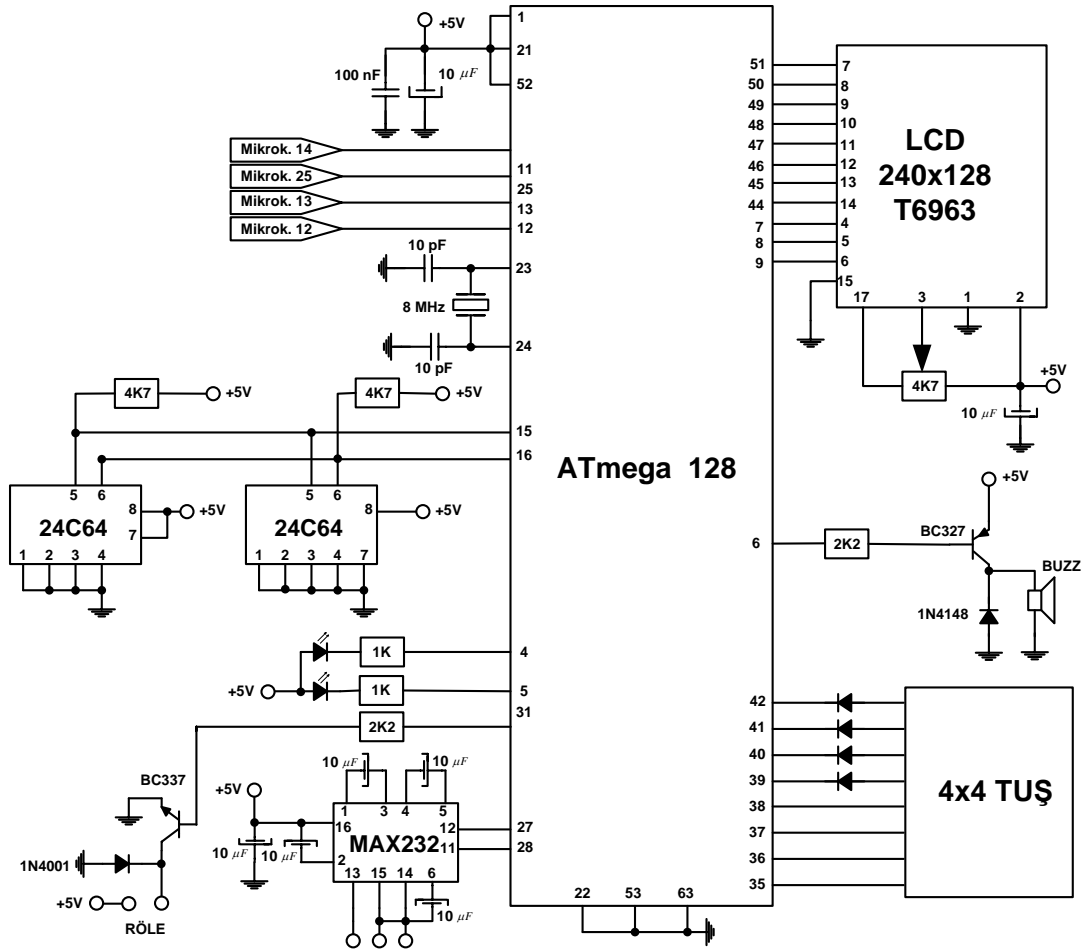 +5V
1
21
52
100 nF
10 µF
Mikrok. 14
Mikrok. 25
Mikrok. 13
Mikrok. 12
11
25
13
12
10 pF
23
8 MHz
24
10 pF
4K7
+5V
4K7
+5V
15
16
5 6
24C64
8
7
+5V
1 2 3 4
5 6
24C64
8
+5V
1 2 3 4 7
1K
4
+5V
1K
5
31
2K2
BC337
1N4001
+5V
RÖLE
+5V
10 µF
10 µF
10 µF
10 µF
1 3 4 5
16
12
MAX232
2
11
13 15 14 6
10 µF
27
28
ATmega 128
22 53 63
51 7
50 8
49 9
48 10
47 11
46 12
45 13
44 14
7 4
8 5
9 6
15
LCD
240x128
T6963
17 3 1 2
4K7
+5V
10 µF
+5V
6
2K2
BC327
BUZZ
1N4148
42
41
40
39
38
37
36
35
4x4 TUŞ